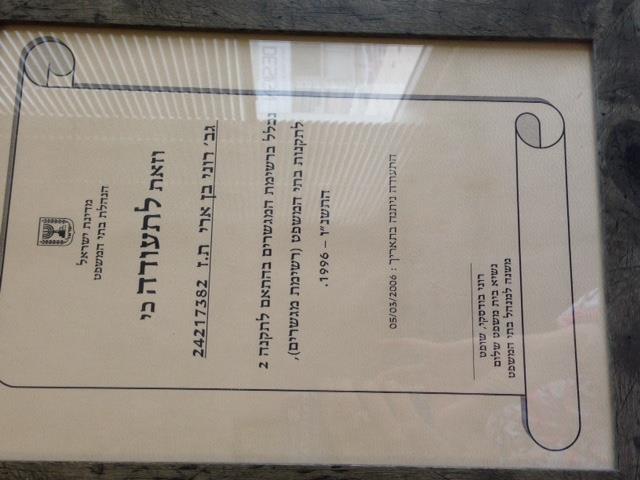 מדינת ישראל
הנהלת בתי המשפט
וזאת לתעודה כי
גב' רוני בן ארי ת.ז 24217382
נכלל ברשימת המגשרים בהתאם לתקנה 2
לתקנות בתי המשפט (רשימת מגשרים),
התשנ"ו – 1996.
התעודה ניתנה בתאריך : 05/03/2006
רוני בודסקי, שופט
נשיא בית משפט שלום
משנה למנהל בתי המשפט